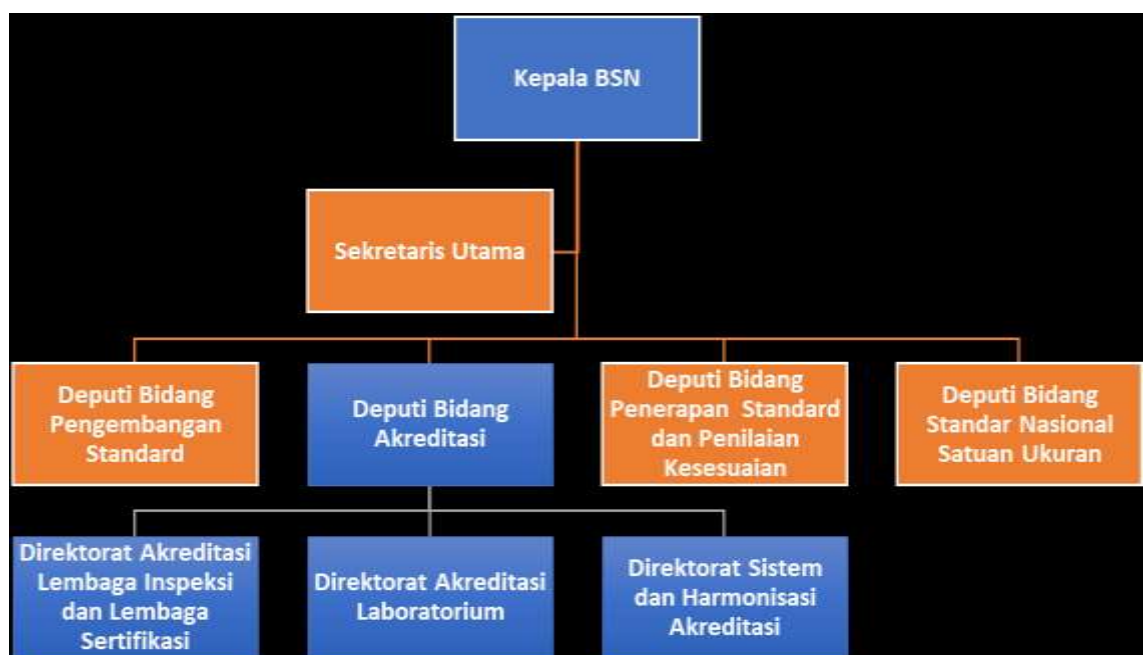 Kepala BSN
Sekretaris Utama
Deputi Bidang
Pengembangan
Standard
Deputi Bidang
Akreditasi
Deputi Bidang
Penerapan Standard
dan Penilaian
Kesesuaian
Deputi Bidang
Standar Nasional
Satuan Ukuran
Direktorat Akreditasi
Lembaga Inspeksi
dan Lembaga
Sertifikasi
Direktorat Akreditasi
Laboratorium
Direktorat Sistem
dan Harmonisasi
Akreditasi